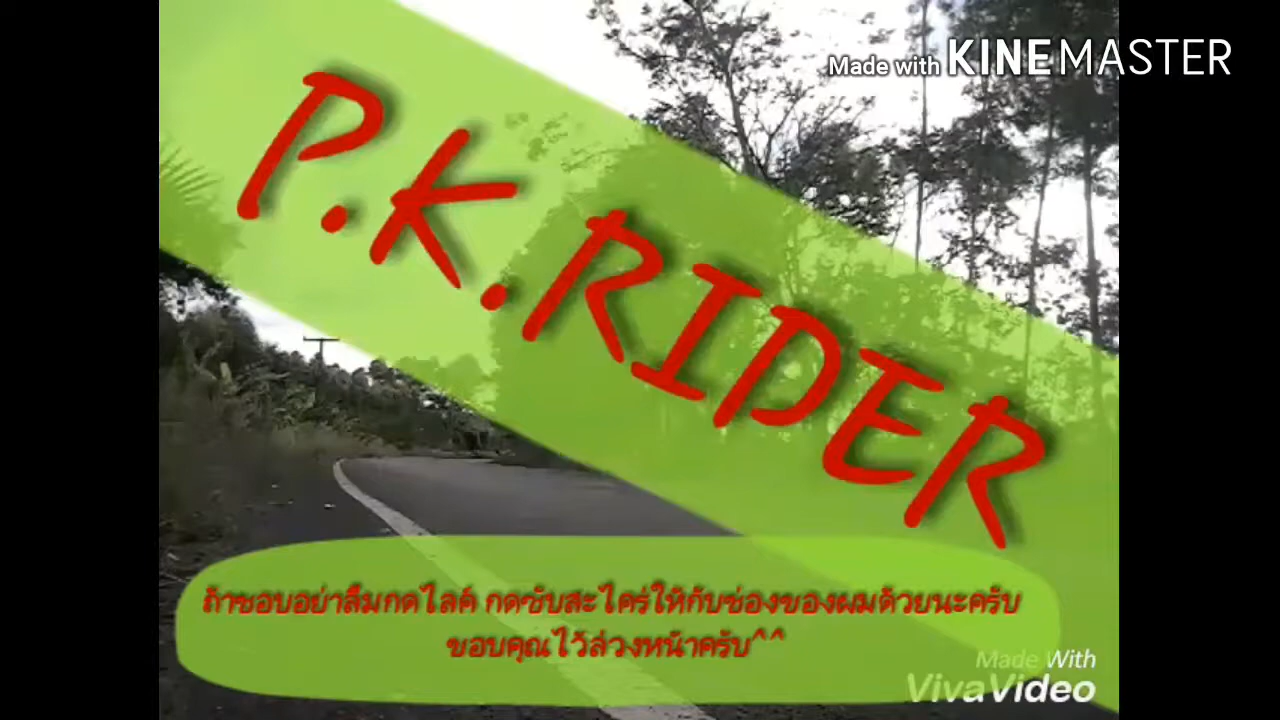 Made with KINEMASTER
P.K.RIDER
ถ้าชอบอย่าลืมกดไลค์ กดซับสะไคร่ให้กับช่องของผมด้วยนะครับ
ขอบคุณไว้ล่วงหน้าครับ^^
Made With
VivaVideo